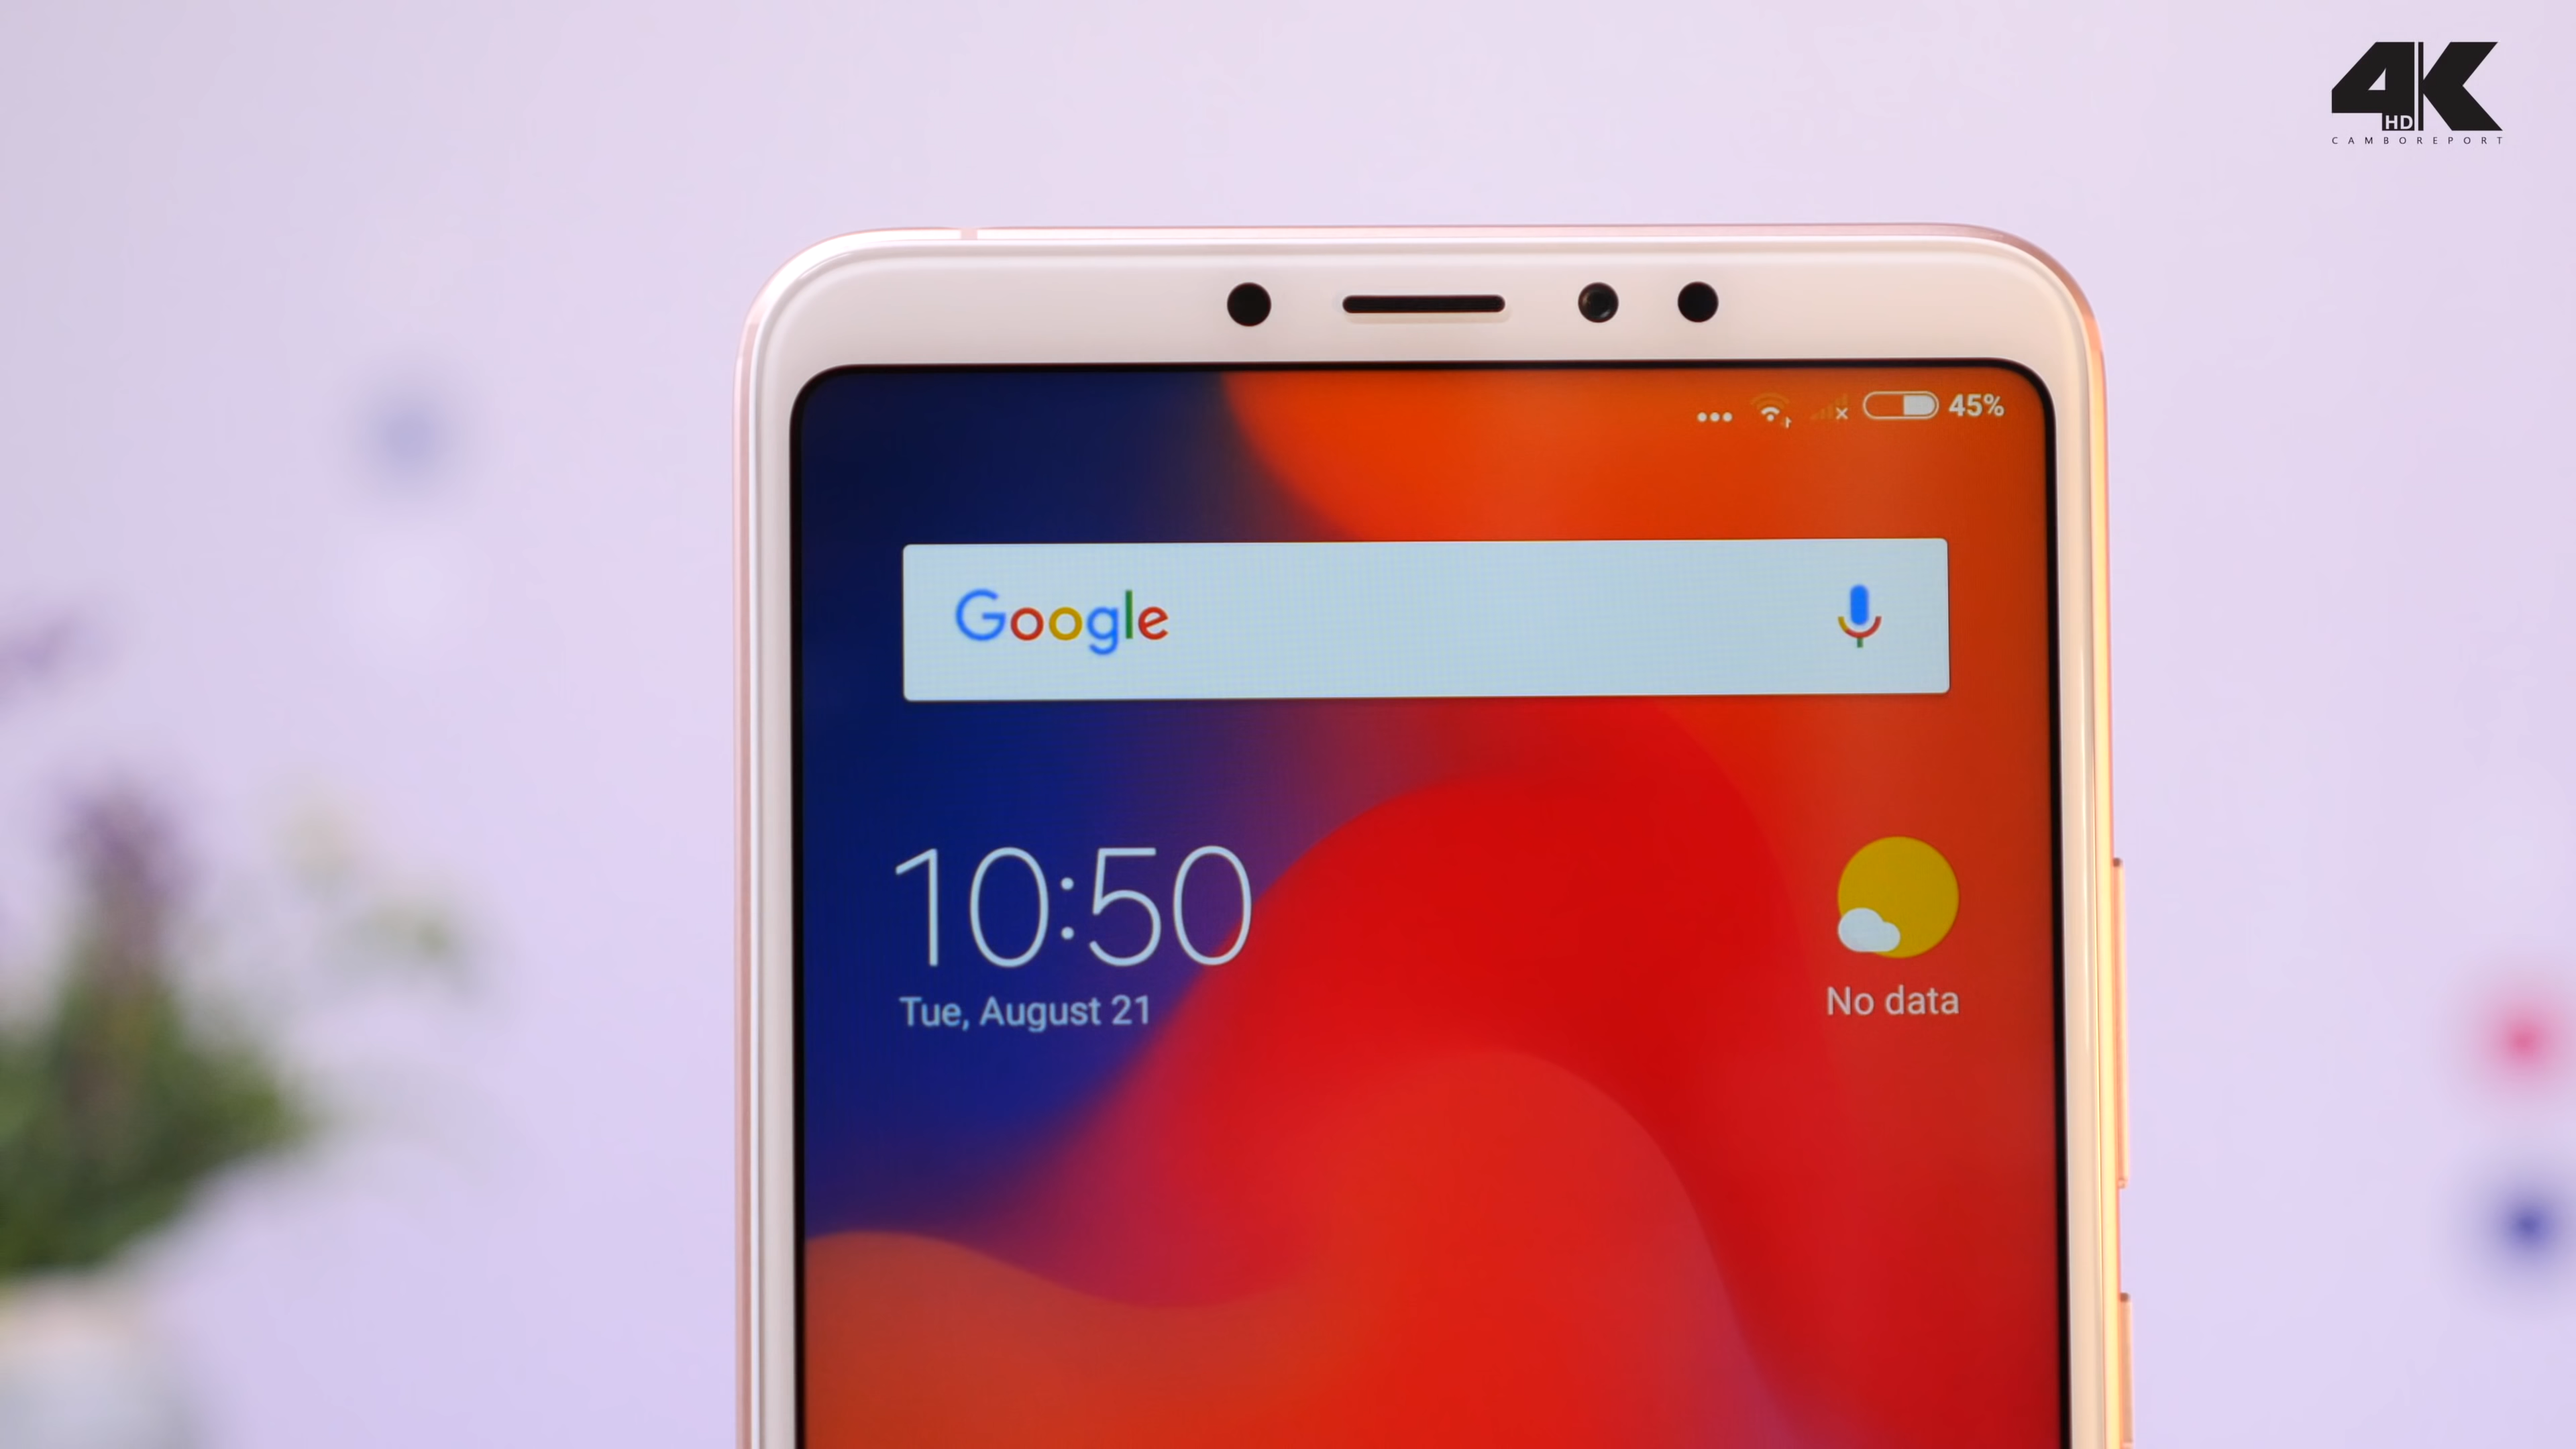 4K
HD
CAMBOREPORT
45%
Google
10:50
Tue, August 21
No data